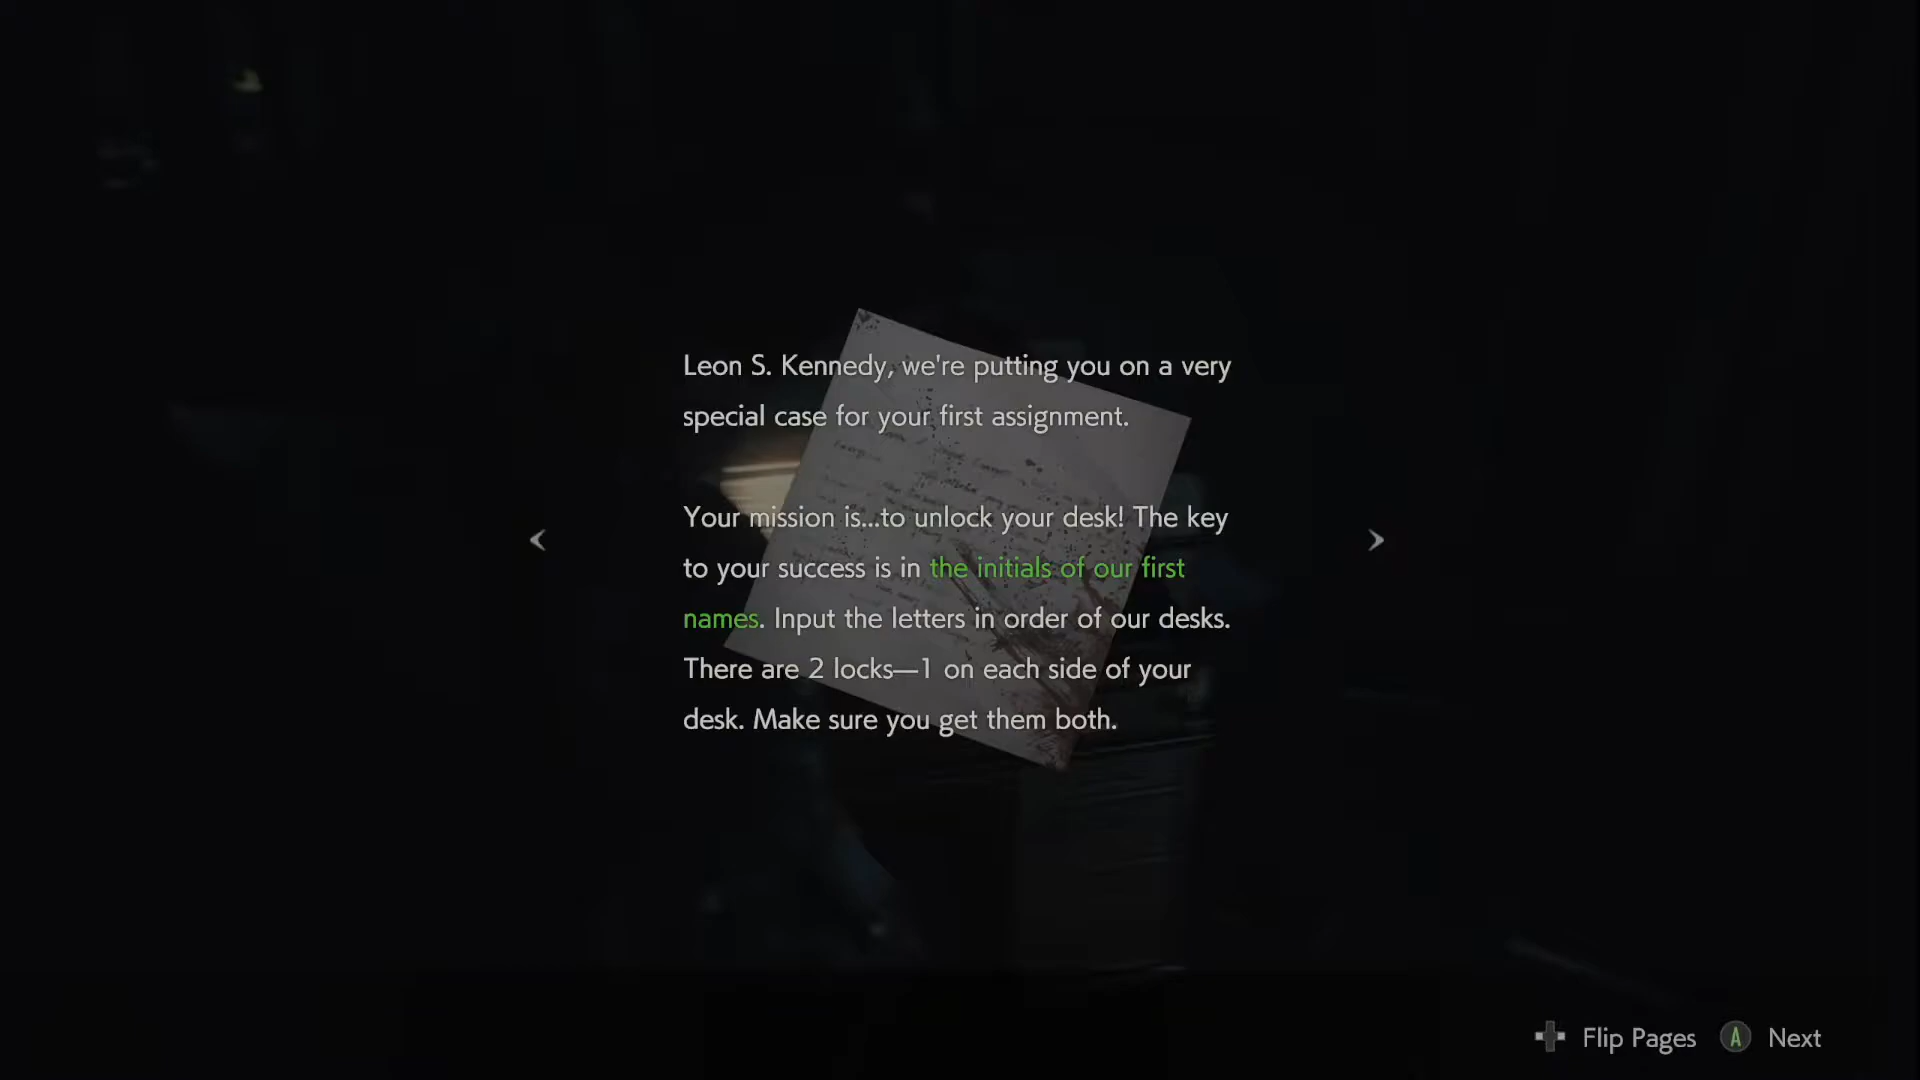 Leon S. Kennedy, we're putting you on a very
special case for your first assignment.
Your mission is...to unlock your desk! The key
to your success is in the initials of our first
names. Input the letters in order of our desks.
There are 2 locks—1 on each side of your
desk. Make sure you get them both.
Flip Pages A Next